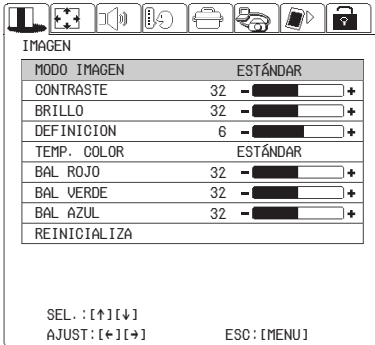 IMAGEN
MODO IMAGEN ESTÁNDAR
CONTRASTE 32 - +
BRILLO 32 - +
DEFINICION 6 - +
TEMP. COLOR ESTÁNDAR
BAL ROJO 32 - +
BAL VERDE 32 - +
BAL AZUL 32 - +
REINICIALIZA
SEL.:[↑][↓]
AJUST:[←][→] ESC:[MENU]